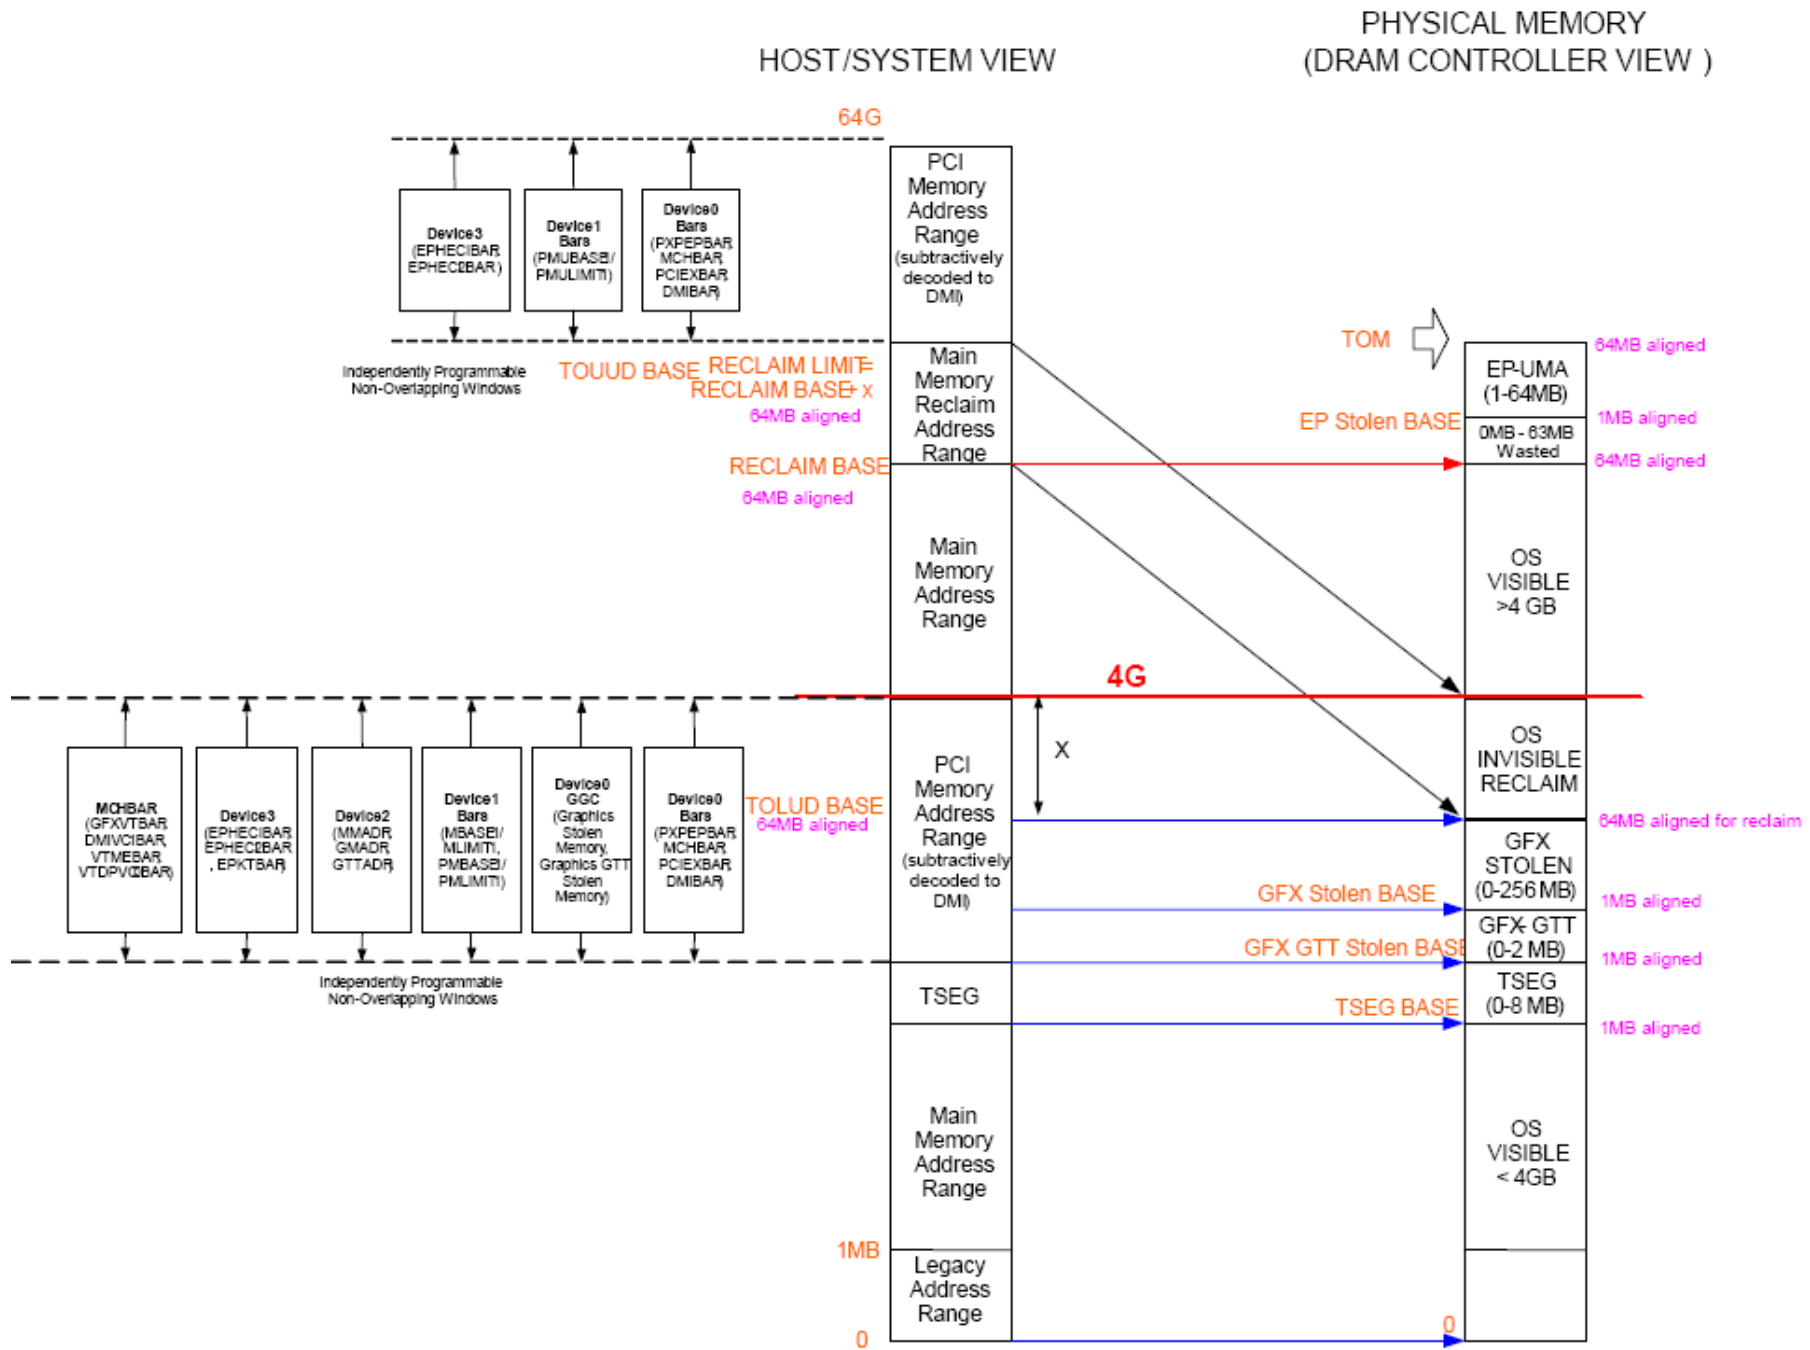 PHYSICAL MEMORY
HOST/SYSTEM VIEW
(DRAM CONTROLLER VIEW )
64G
PCI
Memory
Address
Range
(subtractively
decoded to
DMI)
Device3
(EPHECIBAR,
EPHEC2BAR )
Device1
Bars
(PMUBASE1/
PMULIMIT1)
Device0
Bars
(PXPEPBAR,
MCHBAR,
PCIEXBAR,
DMIBAR)
Independently Programmable
Non-Overlapping Windows
TOUUD BASE
RECLAIM LIMIT=
RECLAIM BASE+ x
64MB aligned
Main
Memory
Reclaim
Address
Range
TOM
64MB aligned
EP-UMA
(1-64MB)
EP Stolen BASE
1MB aligned
0MB - 63MB
Wasted
RECLAIM BASE
64MB aligned
64MB aligned
Main
Memory
Address
Range
OS
VISIBLE
>4 GB
4G
X
OS
INVISIBLE
RECLAIM
MCHBAR
(GFXVTBAR,
DMIVC1BAR,
VTMEBAR,
VTDPVC0BAR)
Device3
(EPHECIBAR,
EPHEC2BAR
, EPKTBAR)
Device2
(MMADR,
GMADR,
GTTADR)
Device1
Bars
(MBASE1/
MLIMIT1,
PMBASE1/
PMLIMIT1)
Device0
GGC
(Graphics
Stolen
Memory,
Graphics GTT
Stolen
Memory)
Device0
Bars
(PXPEPBAR,
MCHBAR,
PCIEXBAR,
DMIBAR)
TOLUD BASE
64MB aligned
PCI
Memory
Address
Range
(subtractively
decoded to
DMI)
64MB aligned for reclaim
GFX
STOLEN
(0-256 MB)
GFX Stolen BASE
1MB aligned
GFX- GTT
(0-2 MB)
GFX GTT Stolen BASE
1MB aligned
Independently Programmable
Non-Overlapping Windows
TSEG
TSEG
(0-8 MB)
TSEG BASE
1MB aligned
Main
Memory
Address
Range
OS
VISIBLE
< 4GB
1MB
Legacy
Address
Range
0
0